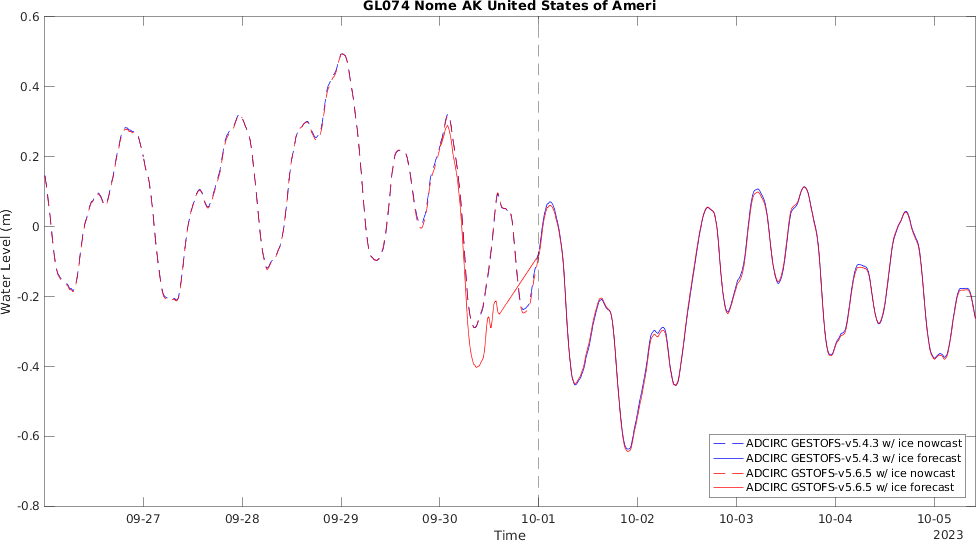 GL074 Nome AK United States of Ameri
0.6
0.4
0.2
0
-0.2
-0.4
-0.6
-0.8
Water Level (m)
ADCIRC GESTOFS-v5.4.3 w/ ice nowcast
ADCIRC GESTOFS-v5.4.3 w/ ice forecast
ADCIRC GSTOFS-v5.6.5 w/ ice nowcast
ADCIRC GSTOFS-v5.6.5 w/ ice forecast
09-27 09-28 09-29 09-30 10-01 10-02 10-03 10-04 10-05
Time
2023